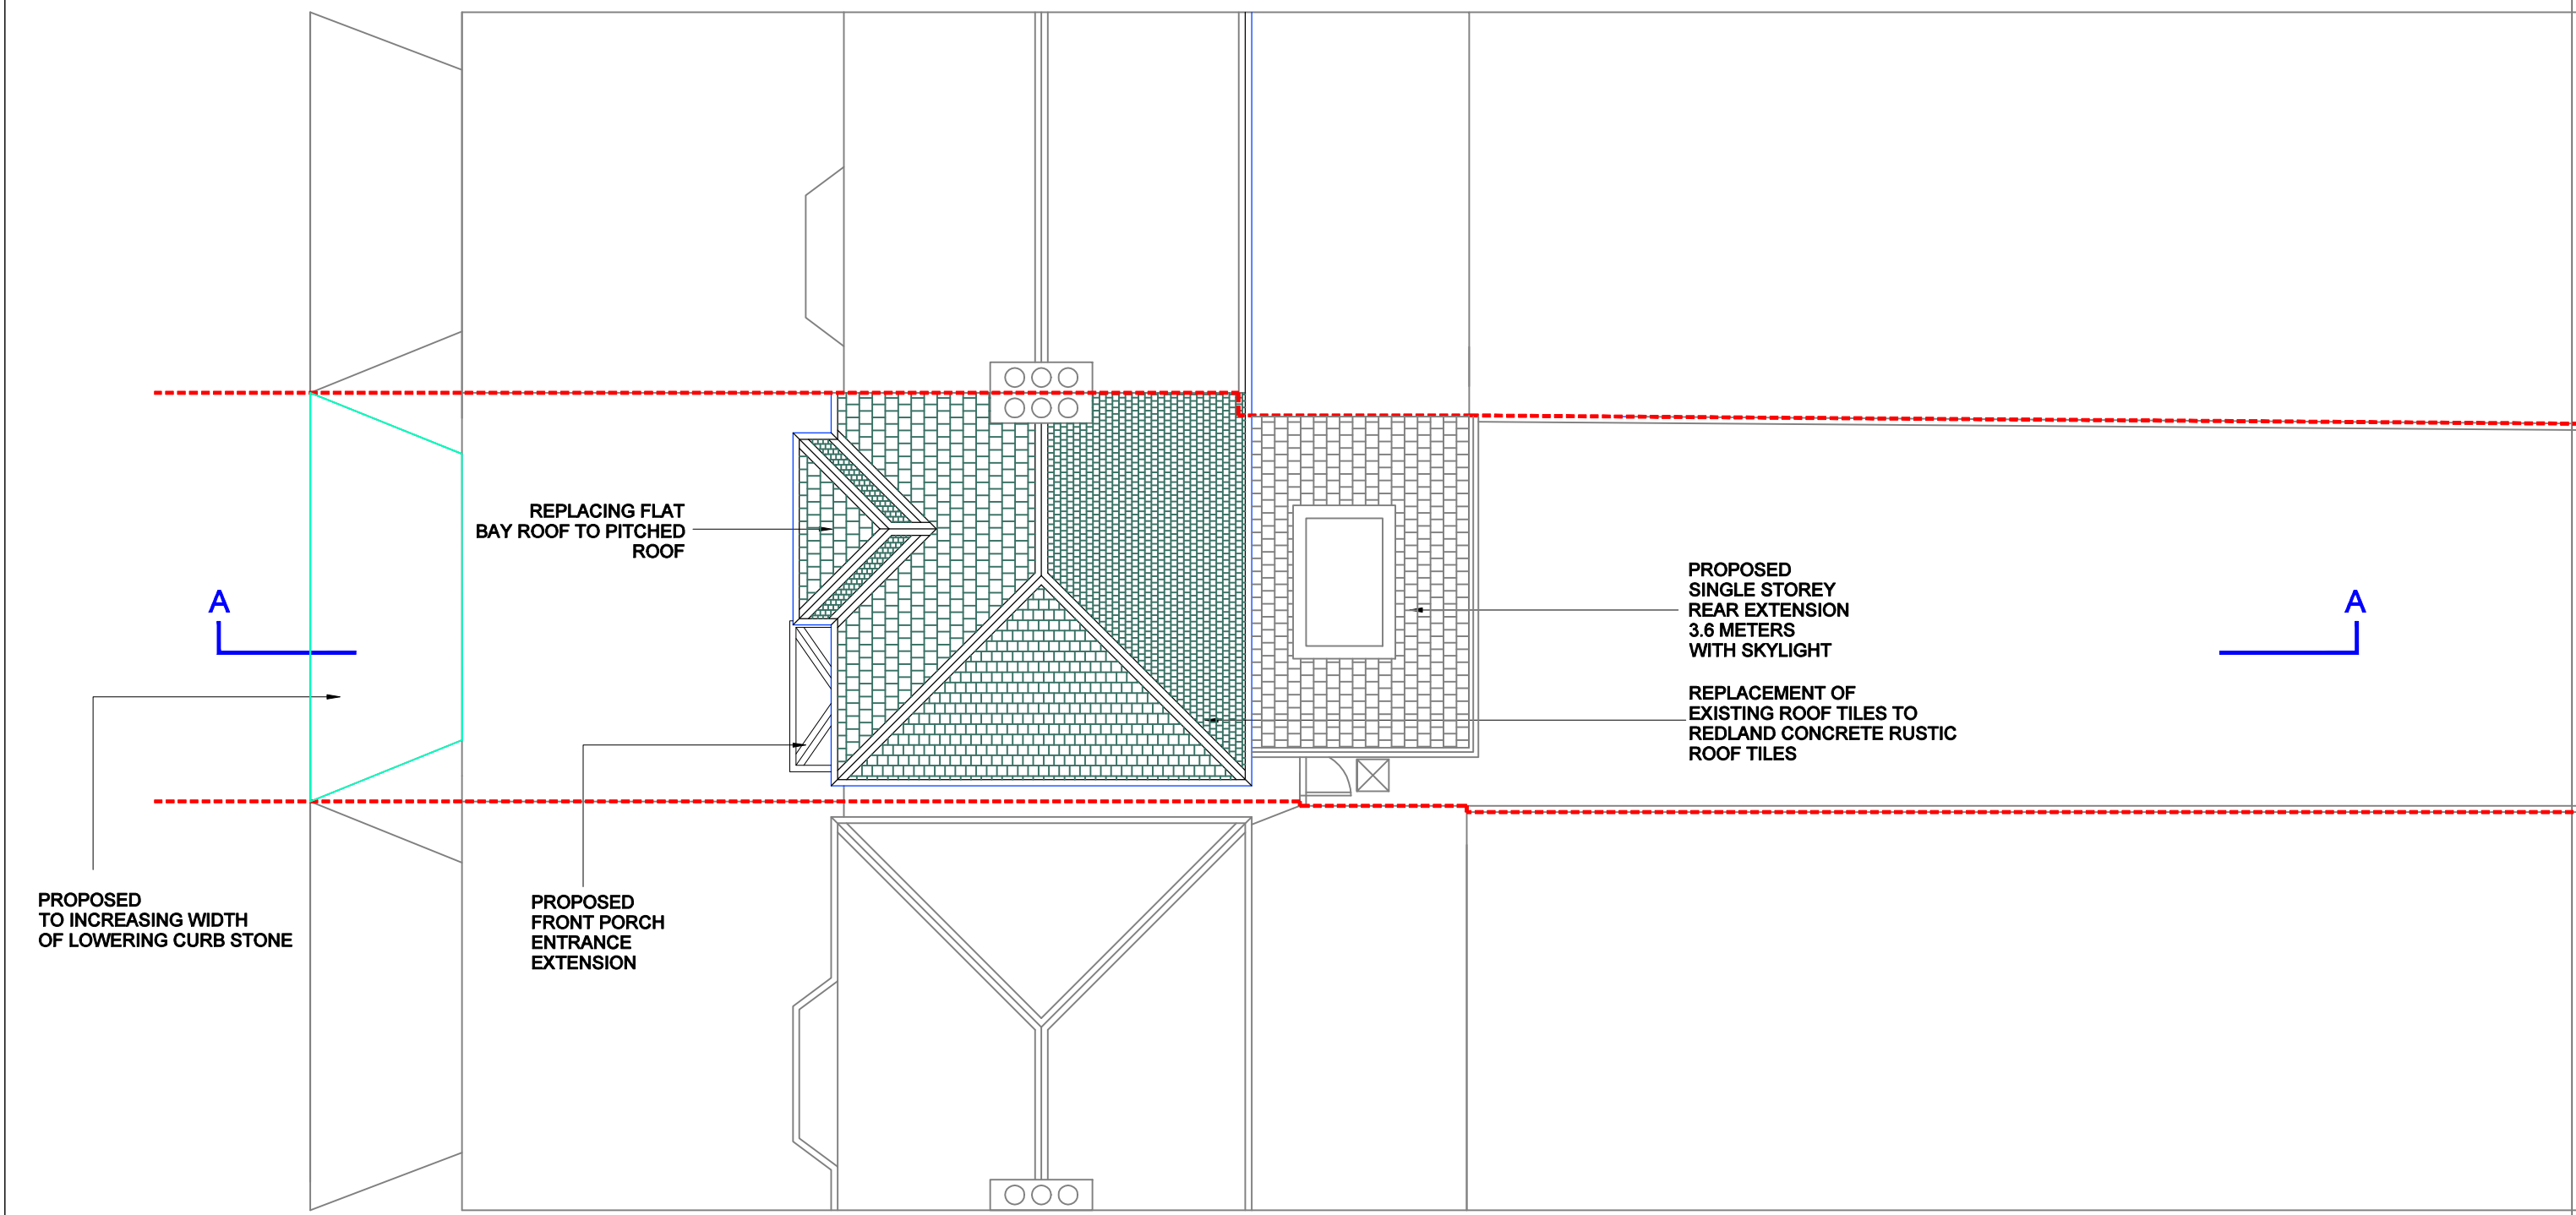 REPLACING FLAT
BAY ROOF TO PITCHED
ROOF
A
A
PROPOSED
SINGLE STOREY
REAR EXTENSION
3.6 METERS
WITH SKYLIGHT
REPLACEMENT OF
EXISTING ROOF TILES TO
REDLAND CONCRETE RUSTIC
ROOF TILES
PROPOSED
TO INCREASING WIDTH
OF LOWERING CURB STONE
PROPOSED
FRONT PORCH
ENTRANCE
EXTENSION